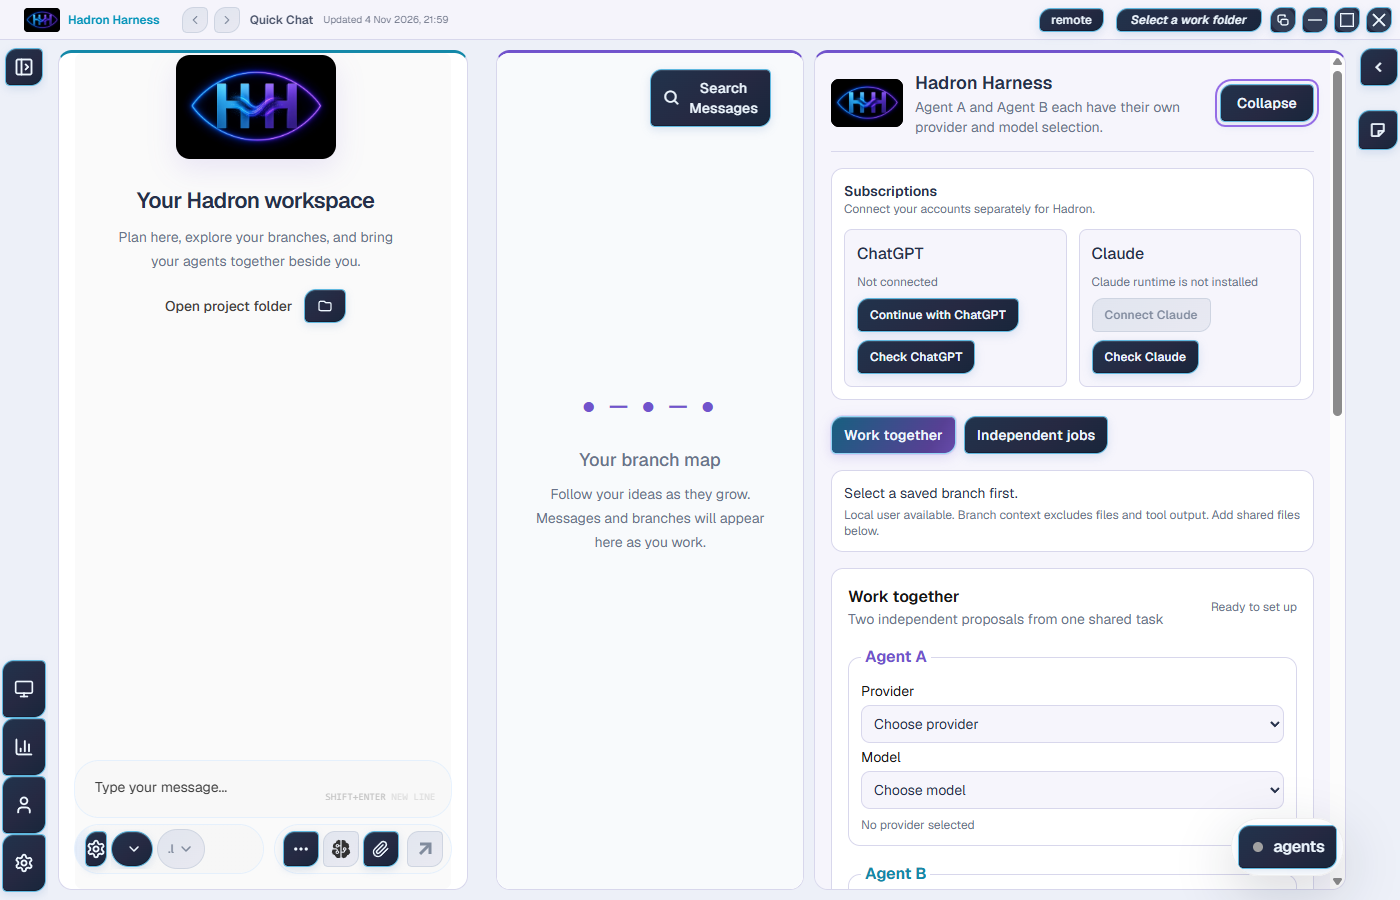 Hadron Harness
Quick Chat
Updated 4 Nov 2026, 21:59
remote
Select a work folder
HH
Your Hadron workspace
Plan here, explore your branches, and bring
your agents together beside you.
Open project folder
Type your message...
SHIFT+ENTER NEW LINE
Search
Messages
Your branch map
Follow your ideas as they grow.
Messages and branches will appear
here as you work.
HH
Hadron Harness
Agent A and Agent B each have their own
provider and model selection.
Collapse
Subscriptions
Connect your accounts separately for Hadron.
ChatGPT
Not connected
Continue with ChatGPT
Check ChatGPT
Claude
Claude runtime is not installed
Connect Claude
Check Claude
Work together
Independent jobs
Select a saved branch first.
Local user available. Branch context excludes files and tool output. Add shared files
below.
Work together
Two independent proposals from one shared task
Ready to set up
Agent A
Provider
Choose provider
Model
Choose model
No provider selected
agents
Agent B